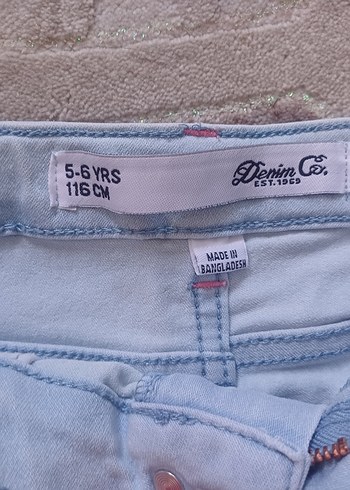 5-6 YRS
116 CM
Denim Co.
EST. 1969
MADE IN
BANGLADESH